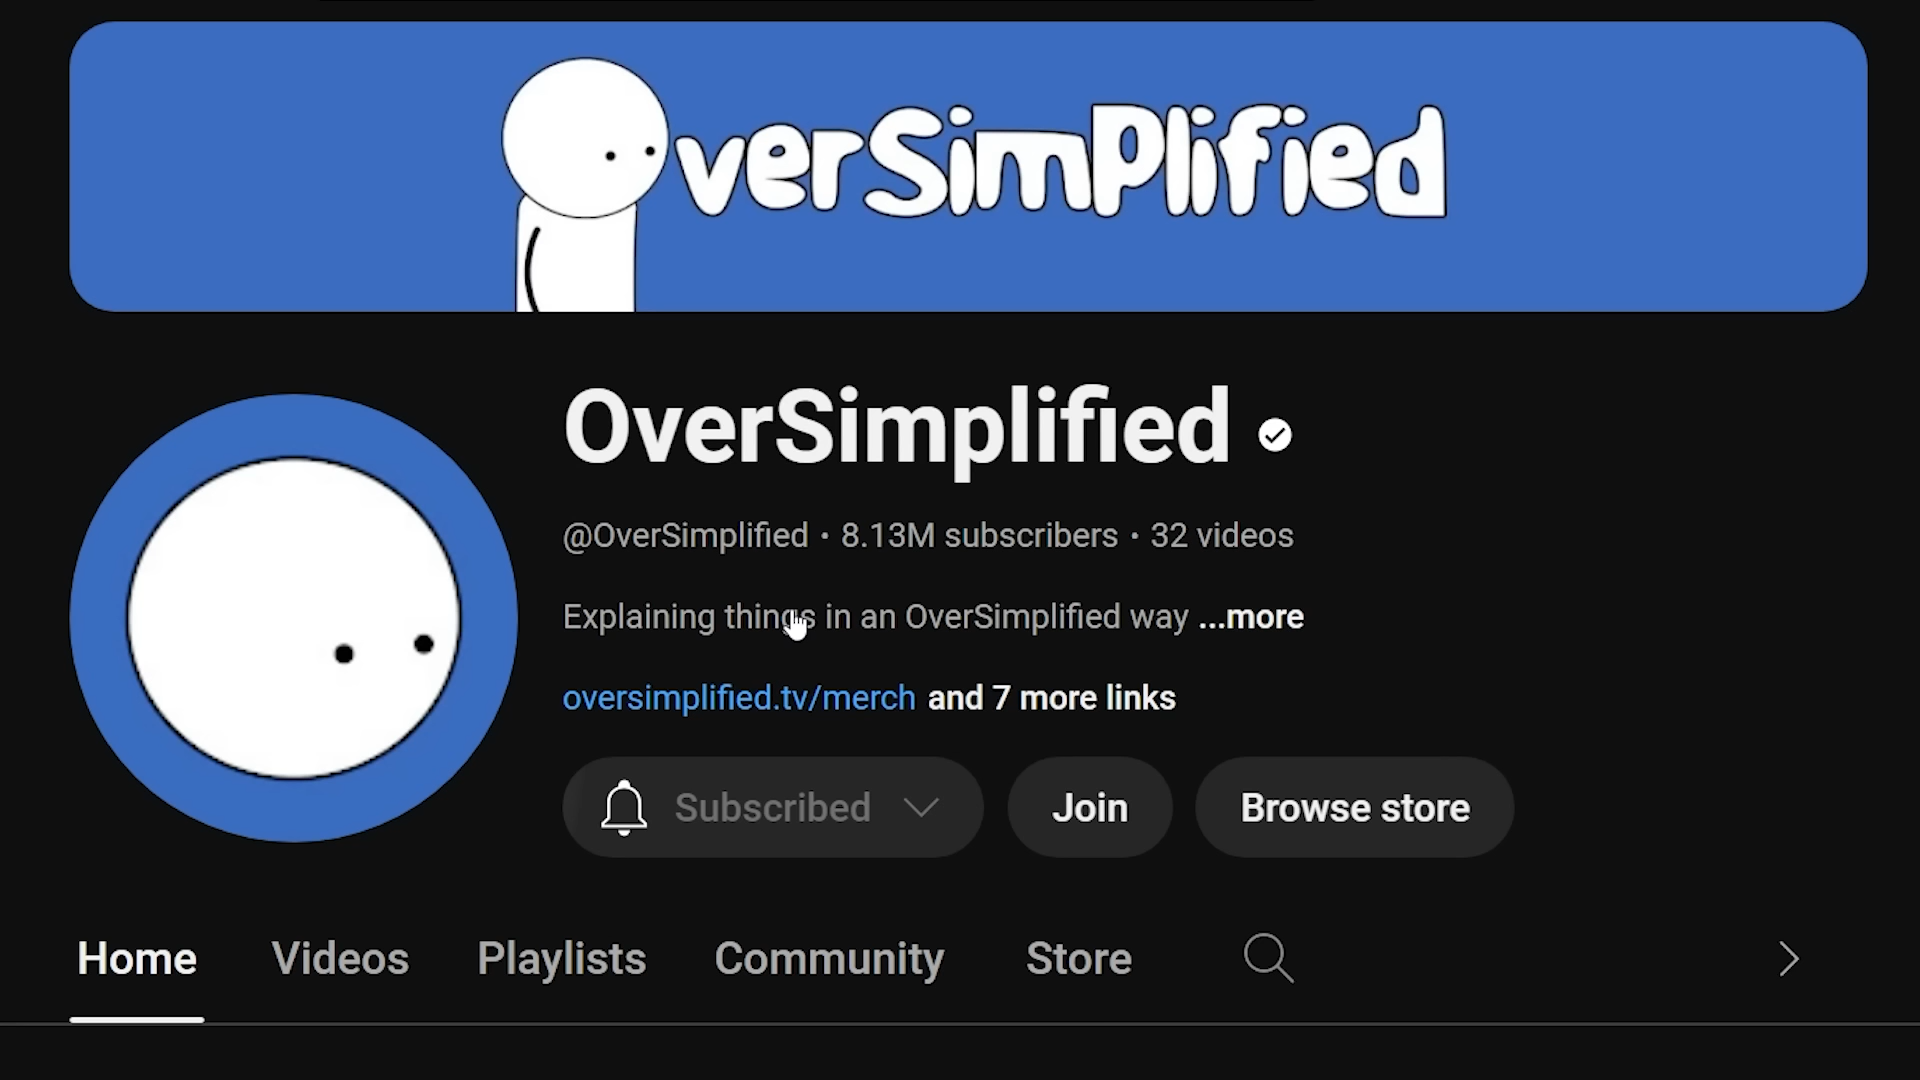 OverSimplified
OverSimplified
@OverSimplified • 8.13M subscribers • 32 videos
Explaining things in an OverSimplified way ...more
oversimplified.tv/merch and 7 more links
Subscribed Join Browse store
Home Videos Playlists Community Store